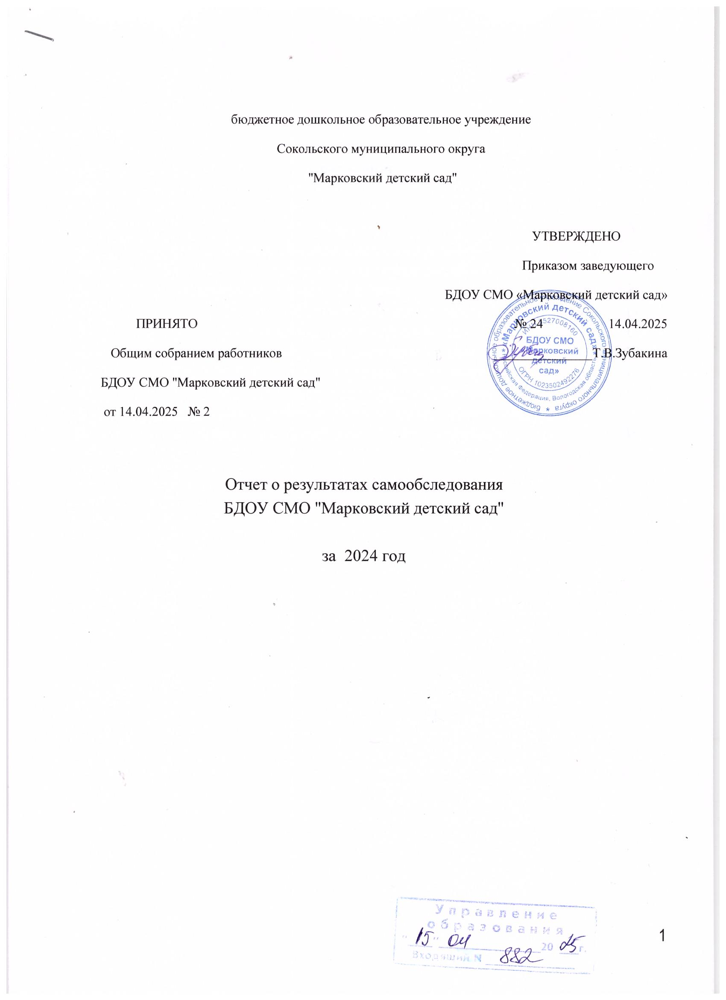 бюджетное дошкольное образовательное учреждение
Сокольского муниципального округа
"Марковский детский сад"
УТВЕРЖДЕНО
Приказом заведующего
БДОУ СМО «Марковский детский сад»
№ 24 14.04.2025
Т.В.Зубакина
бюджетное дошкольное образовательное учреждение Сокольского муниципального округа
«Марковский детский сад»
Российская Федерация, Вологодская область
ИНН 3527008160
БДОУ СМО
«Марковский
детский
сад»
ОГРН 1023502492276
ПРИНЯТО
Общим собранием работников
БДОУ СМО "Марковский детский сад"
от 14.04.2025 № 2
Отчет о результатах самообследования
БДОУ СМО "Марковский детский сад"
за 2024 год
Управление
образования
"15" 04 2025г.
Входящий N 882
1